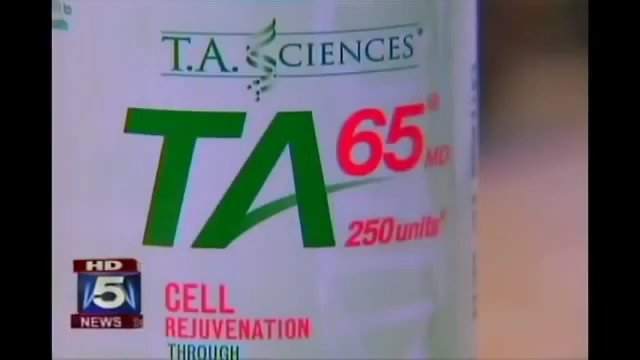 T.A. SCIENCES®
TA 65® MD
250 units†
CELL
REJUVENATION
THROUGH
HD
5
NEWS